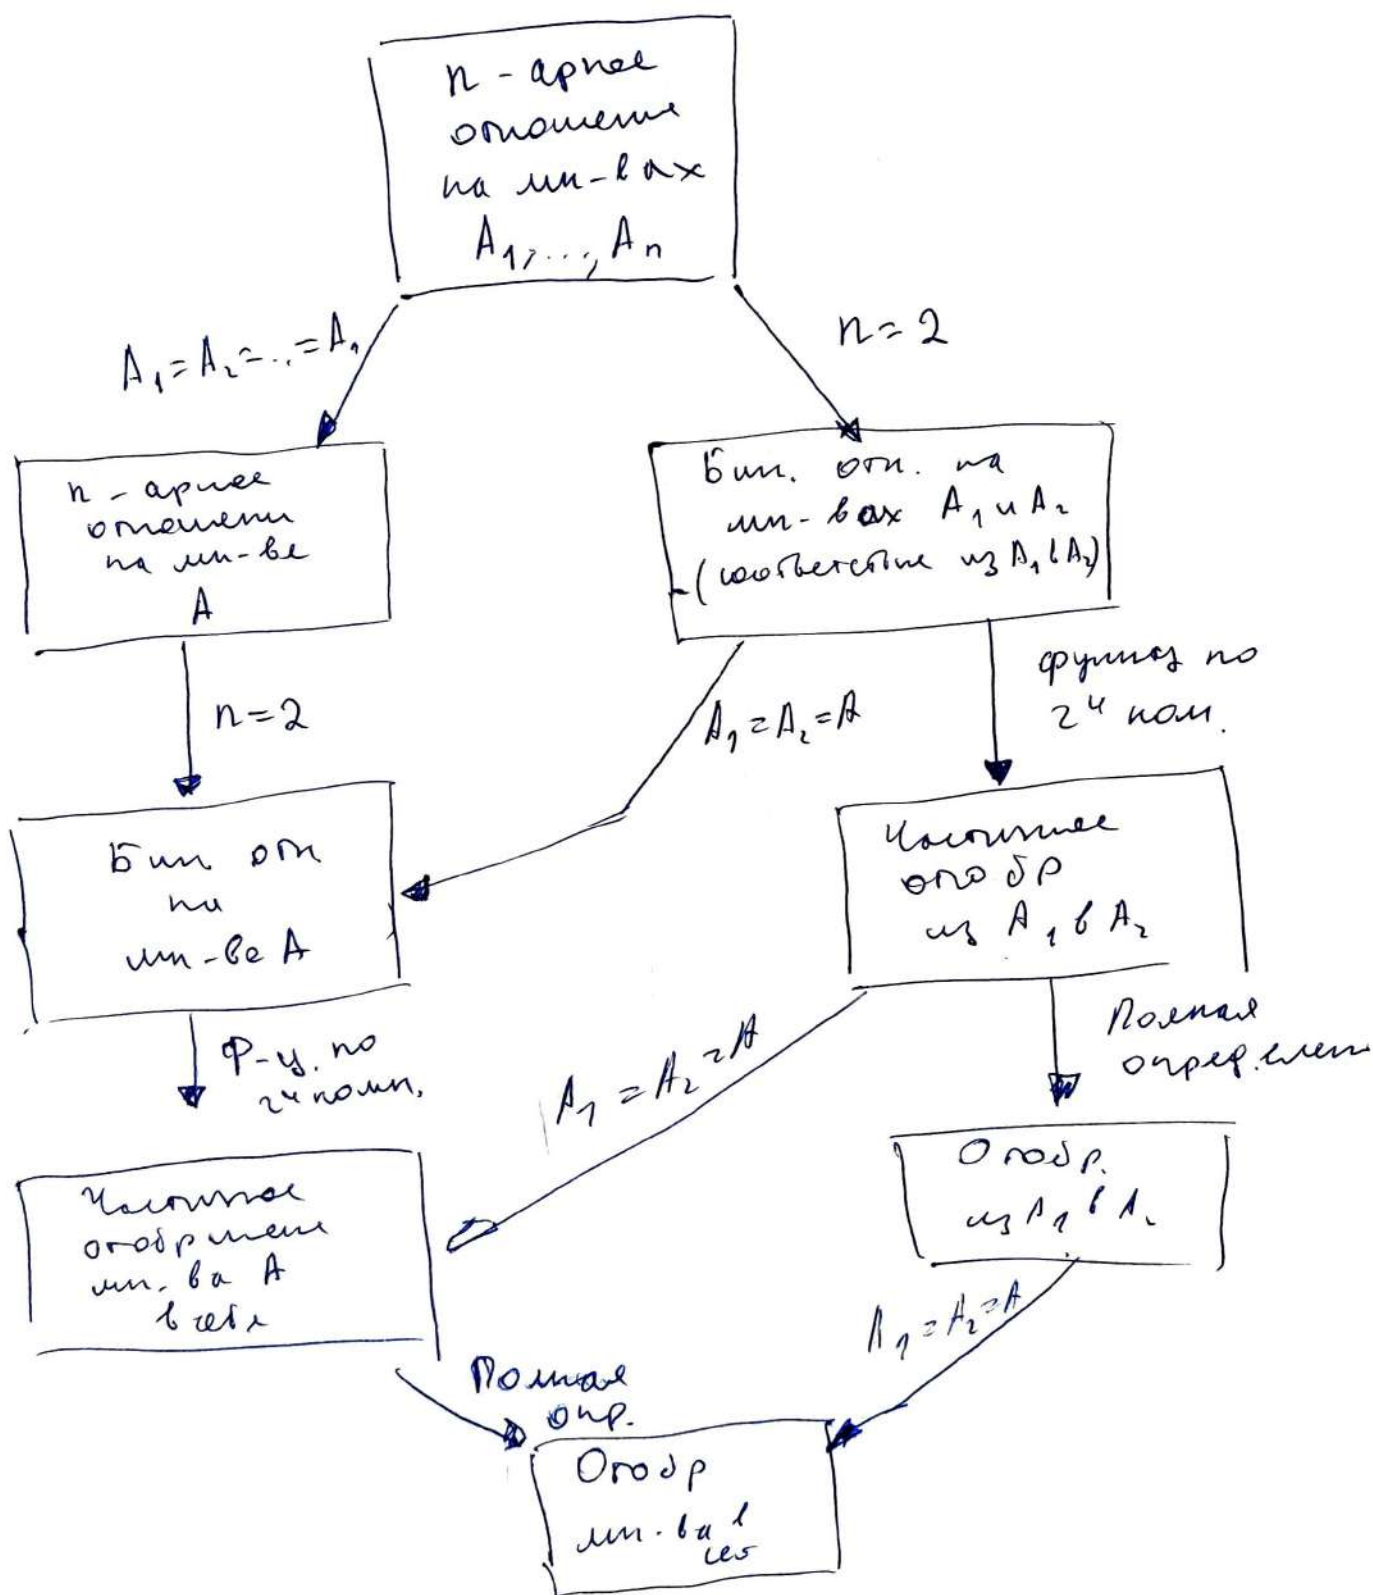 n - арное
отношение
на мн-вах
A₁, ..., Aₙ
A₁ = A₂ = ... = A₁
n = 2
n - арное
отношени
на мн-ве
A
Бин. отн. на
мн-вах A₁ и A₂
(соответствие из A₁ в A₂)
n = 2
A₁ = A₂ = A
функц по
2й ком.
Бин отн
на
мн-ве A
Частичное
отобр
из A₁ в A₂
Ф-ц. по
2й комп.
A₁ = A₂ = A
Полная
определен
Частичное
отображение
мн. ва A
в себя
Отобр.
из A₁ в A₂
A₁ = A₂ = A
Полная
опр.
Отобр
мн-ва в
себ